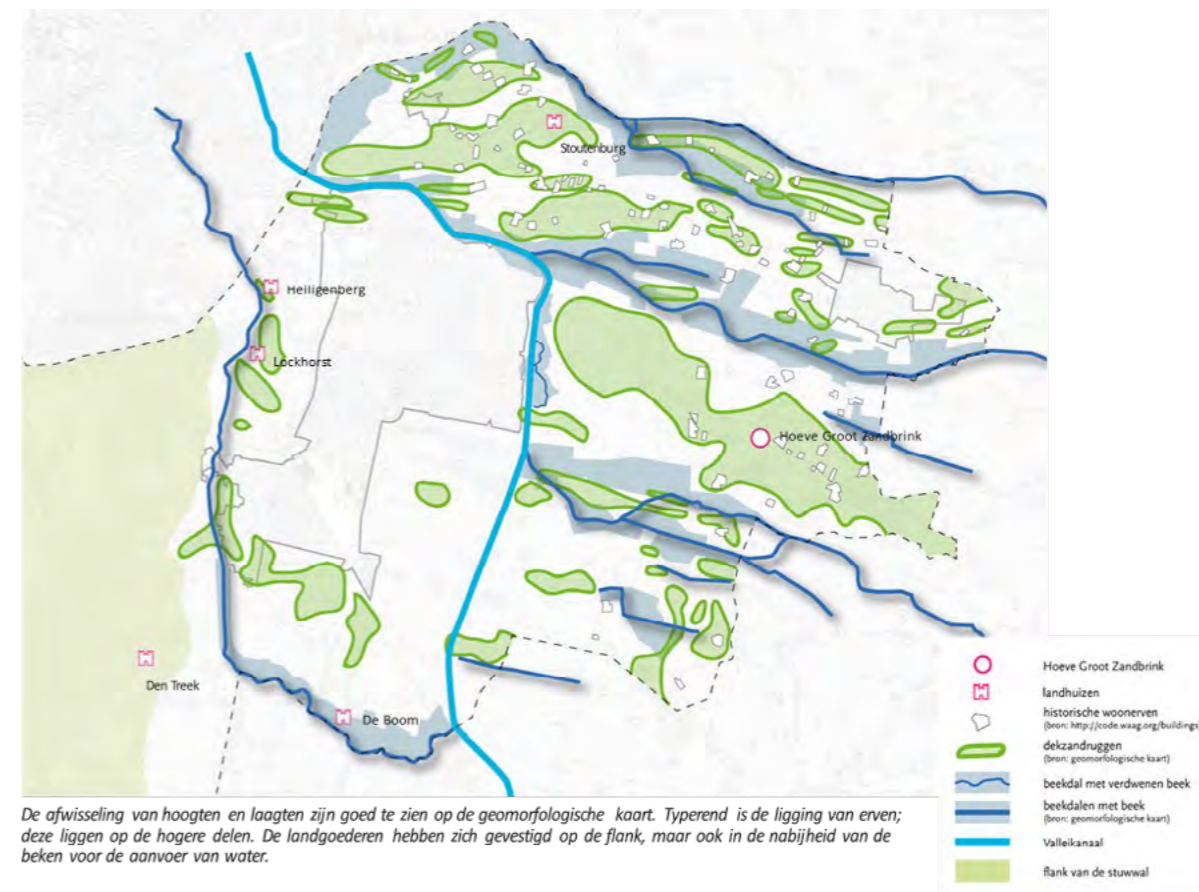 Stoutenburg
Heiligenberg
Lockhorst
Hoeve Groot Zandbrink
Den Treek
De Boom
Hoeve Groot Zandbrink
landhuizen
historische woonerven
(bron: http://code.waag.org/buildings
dekzandruggen
(bron: geomorfologische kaart)
beekdal met verdwenen beek
beekdalen met beek
(bron: geomorfologische kaart)
Valleikanaal
flank van de stuwwal
De afwisseling van hoogten en laagten zijn goed te zien op de geomorfologische kaart. Typerend is de ligging van erven;
deze liggen op de hogere delen. De landgoederen hebben zich gevestigd op de flank, maar ook in de nabijheid van de
beken voor de aanvoer van water.